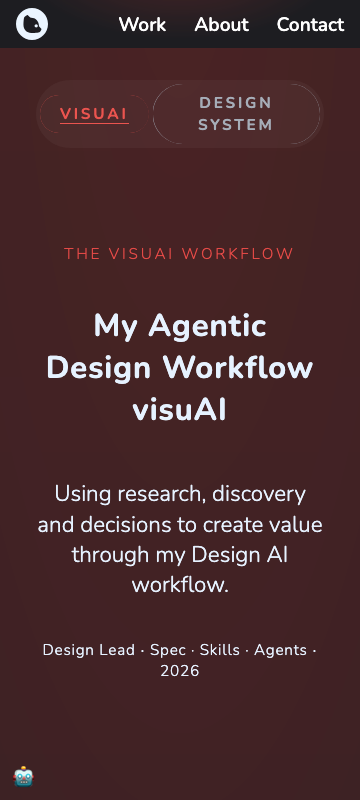 Work About Contact
VISUAI
DESIGN
SYSTEM
THE VISUAI WORKFLOW
My Agentic
Design Workflow
visuAI
Using research, discovery
and decisions to create value
through my Design AI
workflow.
Design Lead · Spec · Skills · Agents ·
2026